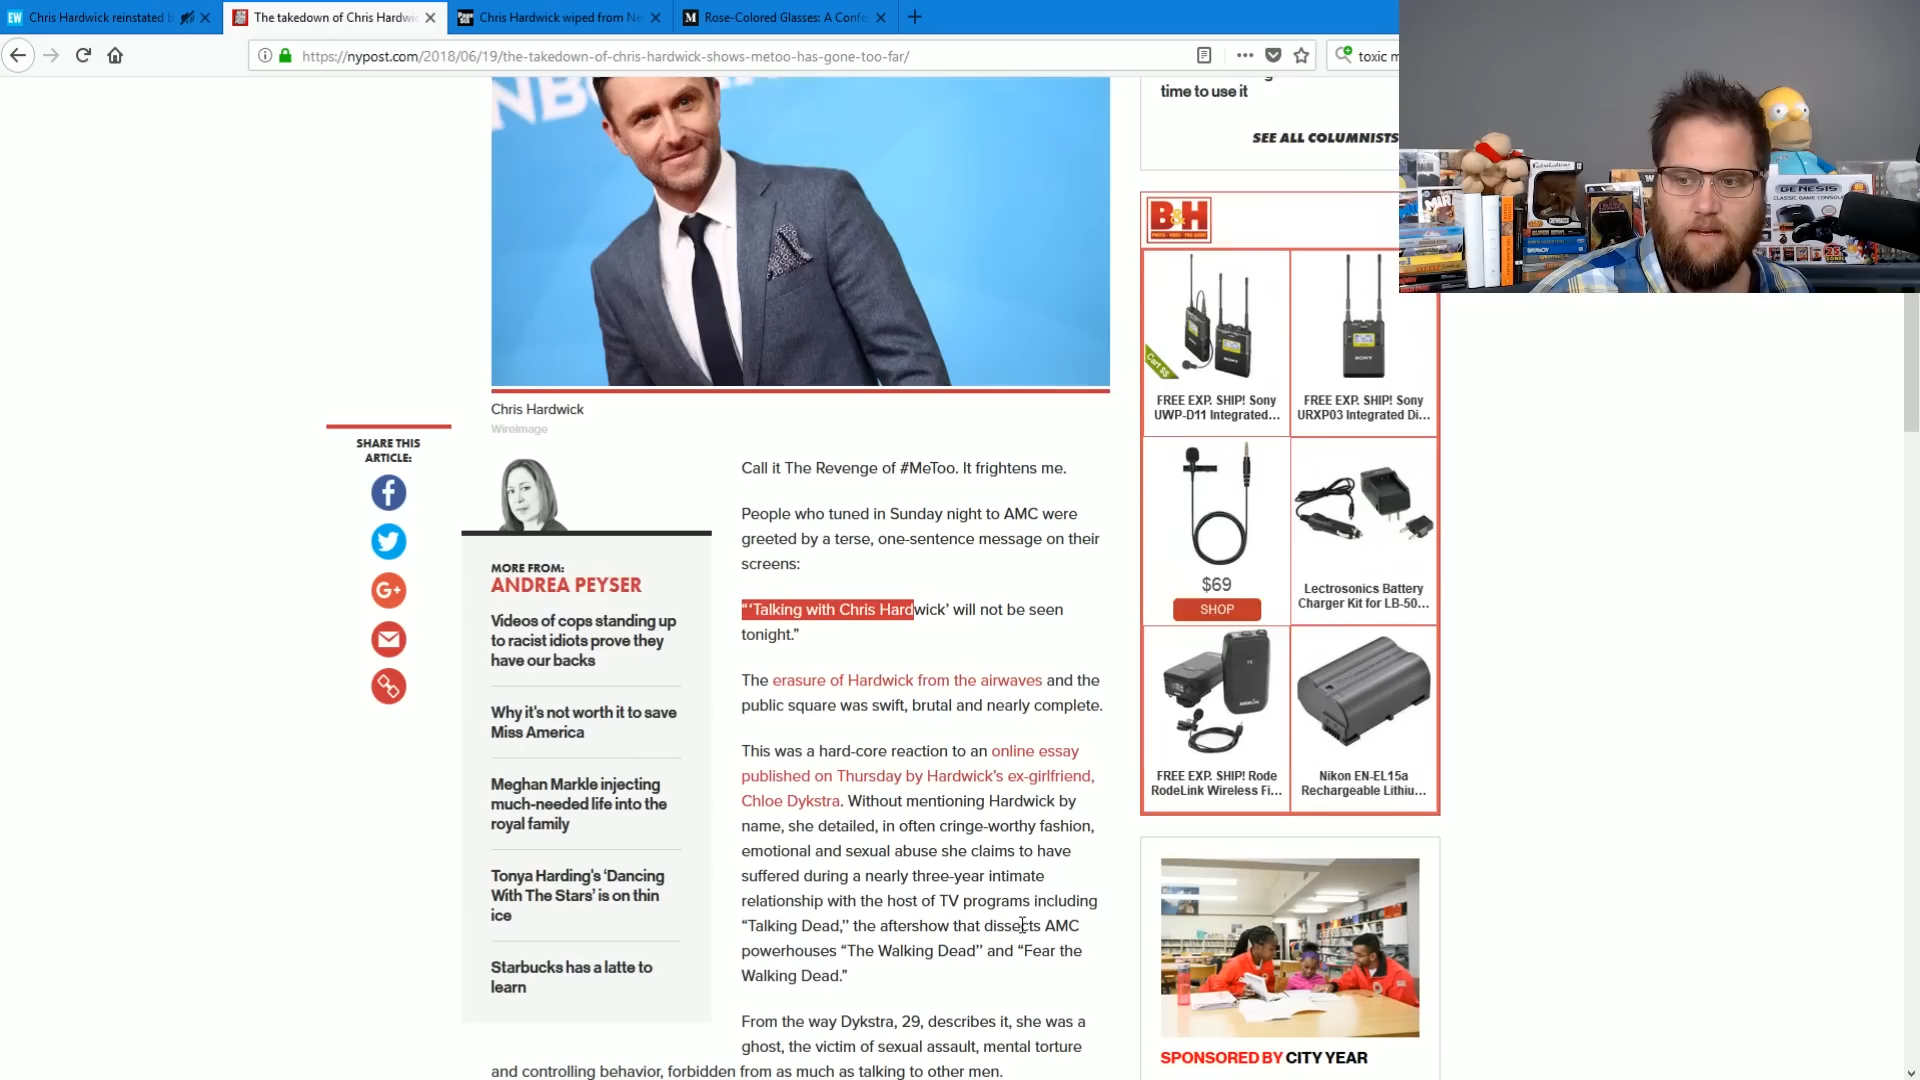 EW Chris Hardwick reinstated b
The takedown of Chris Hardwi
Chris Hardwick wiped from Ne
M Rose-Colored Glasses: A Confe
https://nypost.com/2018/06/19/the-takedown-of-chris-hardwick-shows-metoo-has-gone-too-far/
toxic m
time to use it
SEE ALL COLUMNISTS
NBC
B&H
PHOTO · VIDEO · PRO AUDIO
GENESIS
CLASSIC GAME CONSOLE
Cart $$
SONY
SONY
FREE EXP. SHIP! Sony
UWP-D11 Integrated...
FREE EXP. SHIP! Sony
URXP03 Integrated Di...
$69
SHOP
Lectrosonics Battery
Charger Kit for LB-50...
FREE EXP. SHIP! Rode
RodeLink Wireless Fi...
Nikon EN-EL15a
Rechargeable Lithiu...
SPONSORED BY CITY YEAR
Chris Hardwick
WireImage
SHARE THIS
ARTICLE:
MORE FROM:
ANDREA PEYSER
Videos of cops standing up
to racist idiots prove they
have our backs
Why it's not worth it to save
Miss America
Meghan Markle injecting
much-needed life into the
royal family
Tonya Harding's ‘Dancing
With The Stars’ is on thin
ice
Starbucks has a latte to
learn
Call it The Revenge of #MeToo. It frightens me.
People who tuned in Sunday night to AMC were
greeted by a terse, one-sentence message on their
screens:
“‘Talking with Chris Hardwick’ will not be seen
tonight.”
The erasure of Hardwick from the airwaves and the
public square was swift, brutal and nearly complete.
This was a hard-core reaction to an online essay
published on Thursday by Hardwick’s ex-girlfriend,
Chloe Dykstra. Without mentioning Hardwick by
name, she detailed, in often cringe-worthy fashion,
emotional and sexual abuse she claims to have
suffered during a nearly three-year intimate
relationship with the host of TV programs including
“Talking Dead,’’ the aftershow that dissects AMC
powerhouses “The Walking Dead’’ and “Fear the
Walking Dead.”
From the way Dykstra, 29, describes it, she was a
ghost, the victim of sexual assault, mental torture
and controlling behavior, forbidden from as much as talking to other men.